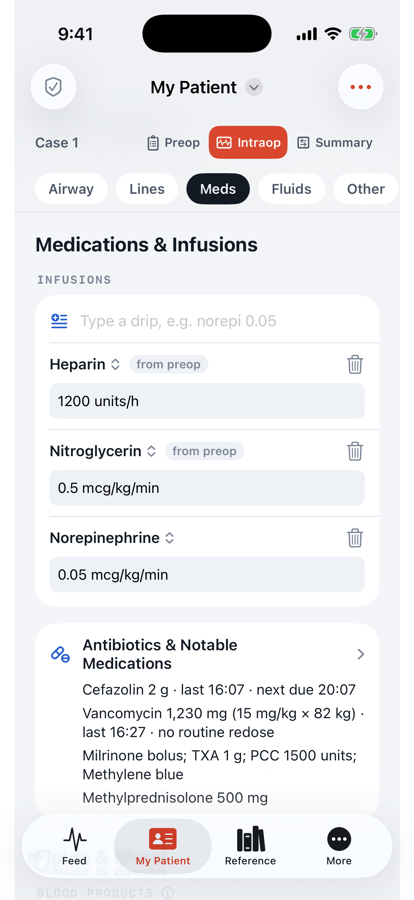 9:41
My Patient
Case 1
Preop
Intraop
Summary
Airway
Lines
Meds
Fluids
Other
Medications & Infusions
INFUSIONS
Type a drip, e.g. norepi 0.05
Heparin
from preop
1200 units/h
Nitroglycerin
from preop
0.5 mcg/kg/min
Norepinephrine
0.05 mcg/kg/min
Antibiotics & Notable
Medications
Cefazolin 2 g · last 16:07 · next due 20:07
Vancomycin 1,230 mg (15 mg/kg × 82 kg) ·
last 16:27 · no routine redose
Milrinone bolus; TXA 1 g; PCC 1500 units;
Methylene blue
Methylprednisolone 500 mg
Feed
My Patient
Reference
More
BLOOD PRODUCTS